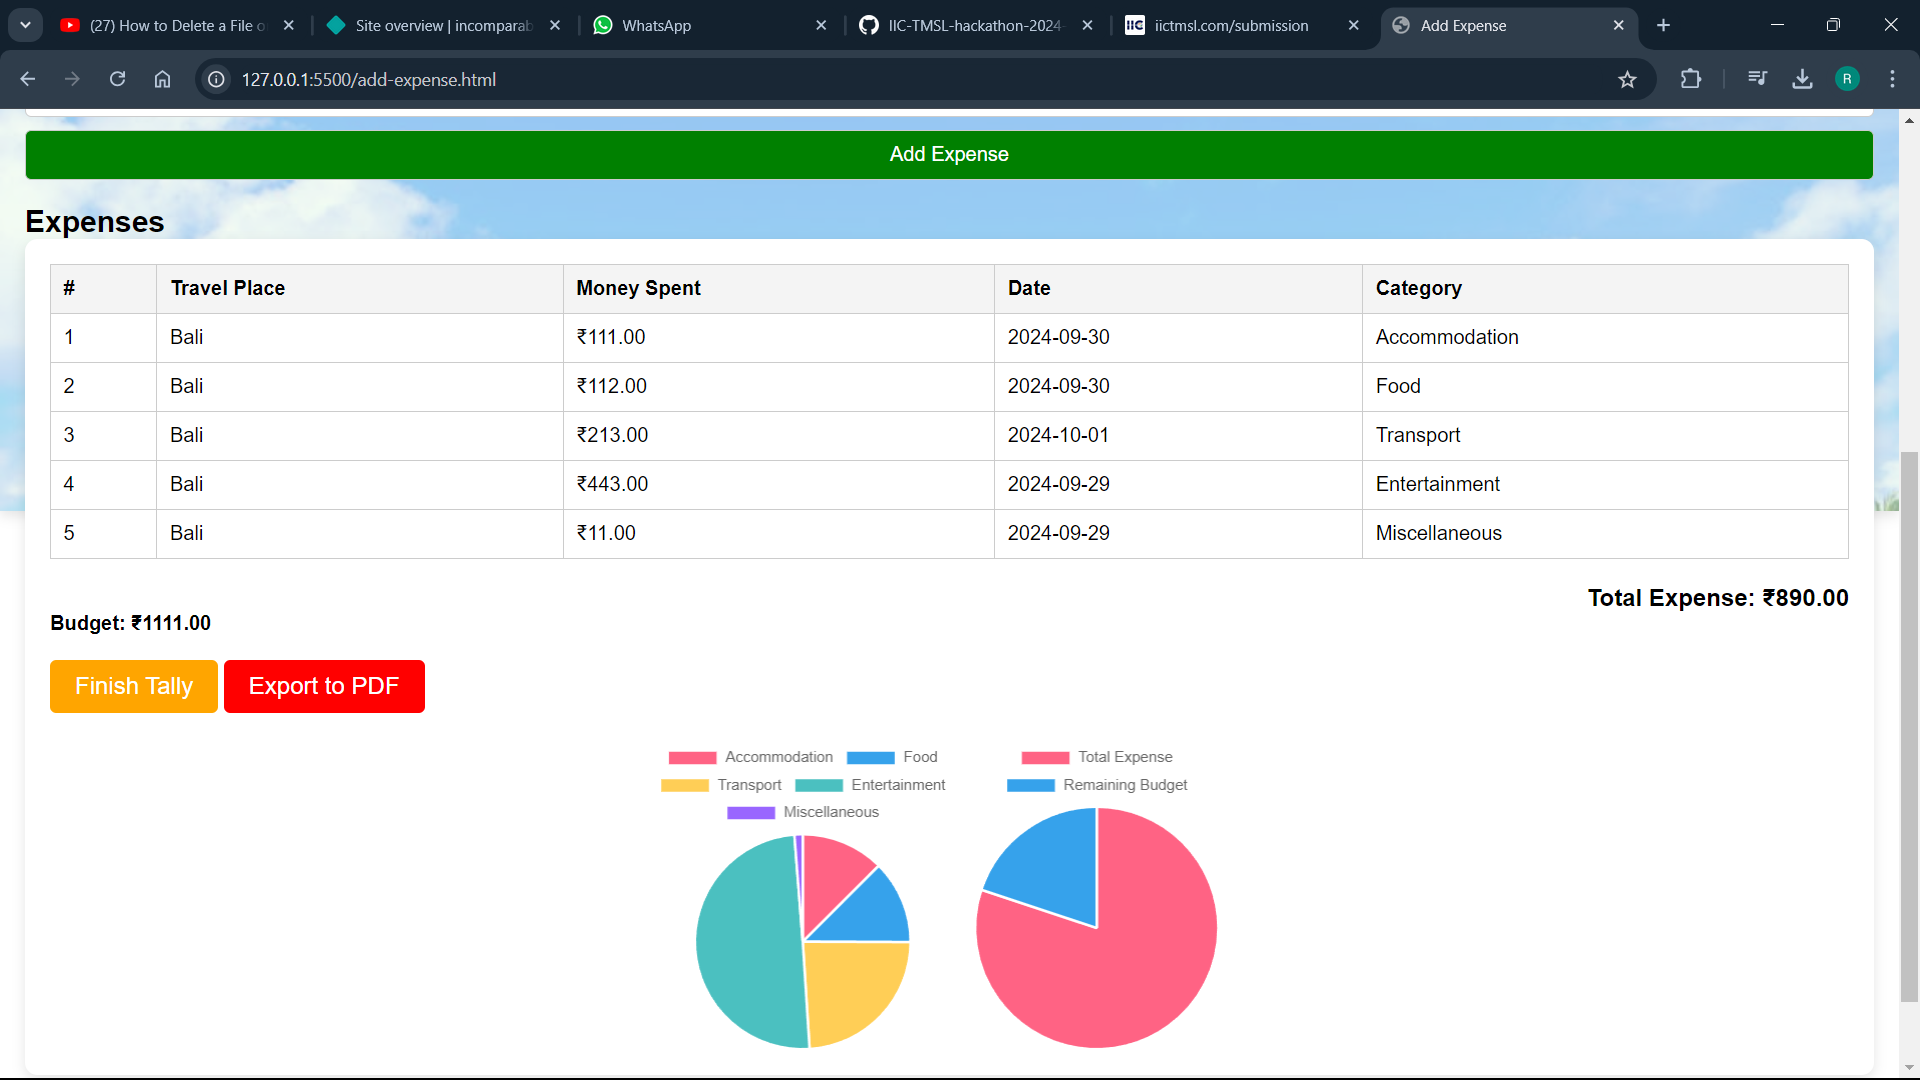 (27) How to Delete a File o
Site overview | incomparab
WhatsApp
IIC-TMSL-hackathon-2024-
IIC
iictmsl.com/submission
Add Expense
127.0.0.1:5500/add-expense.html
R
Add Expense
Expenses
# Travel Place Money Spent Date Category
1 Bali ₹111.00 2024-09-30 Accommodation
2 Bali ₹112.00 2024-09-30 Food
3 Bali ₹213.00 2024-10-01 Transport
4 Bali ₹443.00 2024-09-29 Entertainment
5 Bali ₹11.00 2024-09-29 Miscellaneous
Total Expense: ₹890.00
Budget: ₹1111.00
Finish Tally Export to PDF
Accommodation Food
Transport Entertainment
Miscellaneous
Total Expense
Remaining Budget